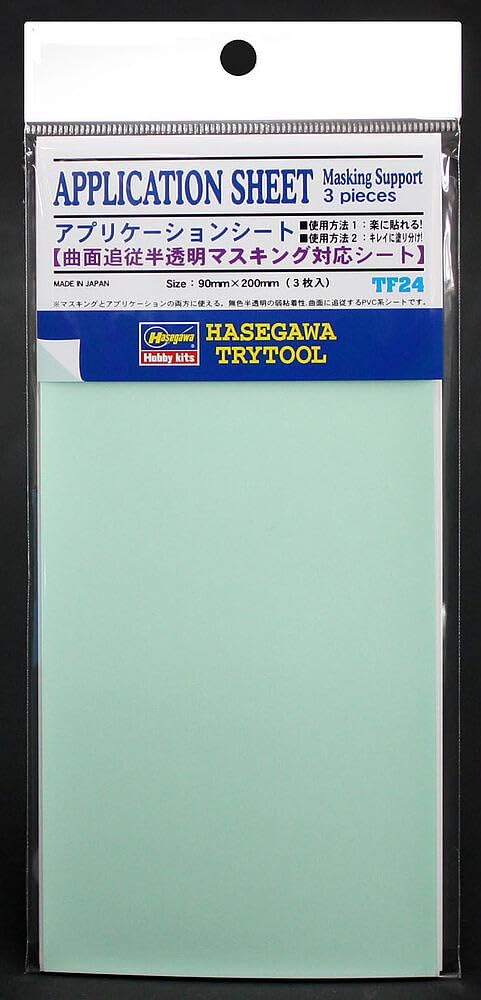 APPLICATION SHEET Masking Support
3 pieces
アプリケーションシート ■使用方法1：楽に貼れる!
■使用方法2：キレイに塗り分け!
【曲面追従半透明マスキング対応シート】
MADE IN JAPAN Size：90mm×200mm（3枚入） TF24
※マスキングとアプリケーションの両方に使える、無色半透明の弱粘着性、曲面に追従するPVC系シートです。
Hasegawa
Hobby kits
HASEGAWA
TRYTOOL